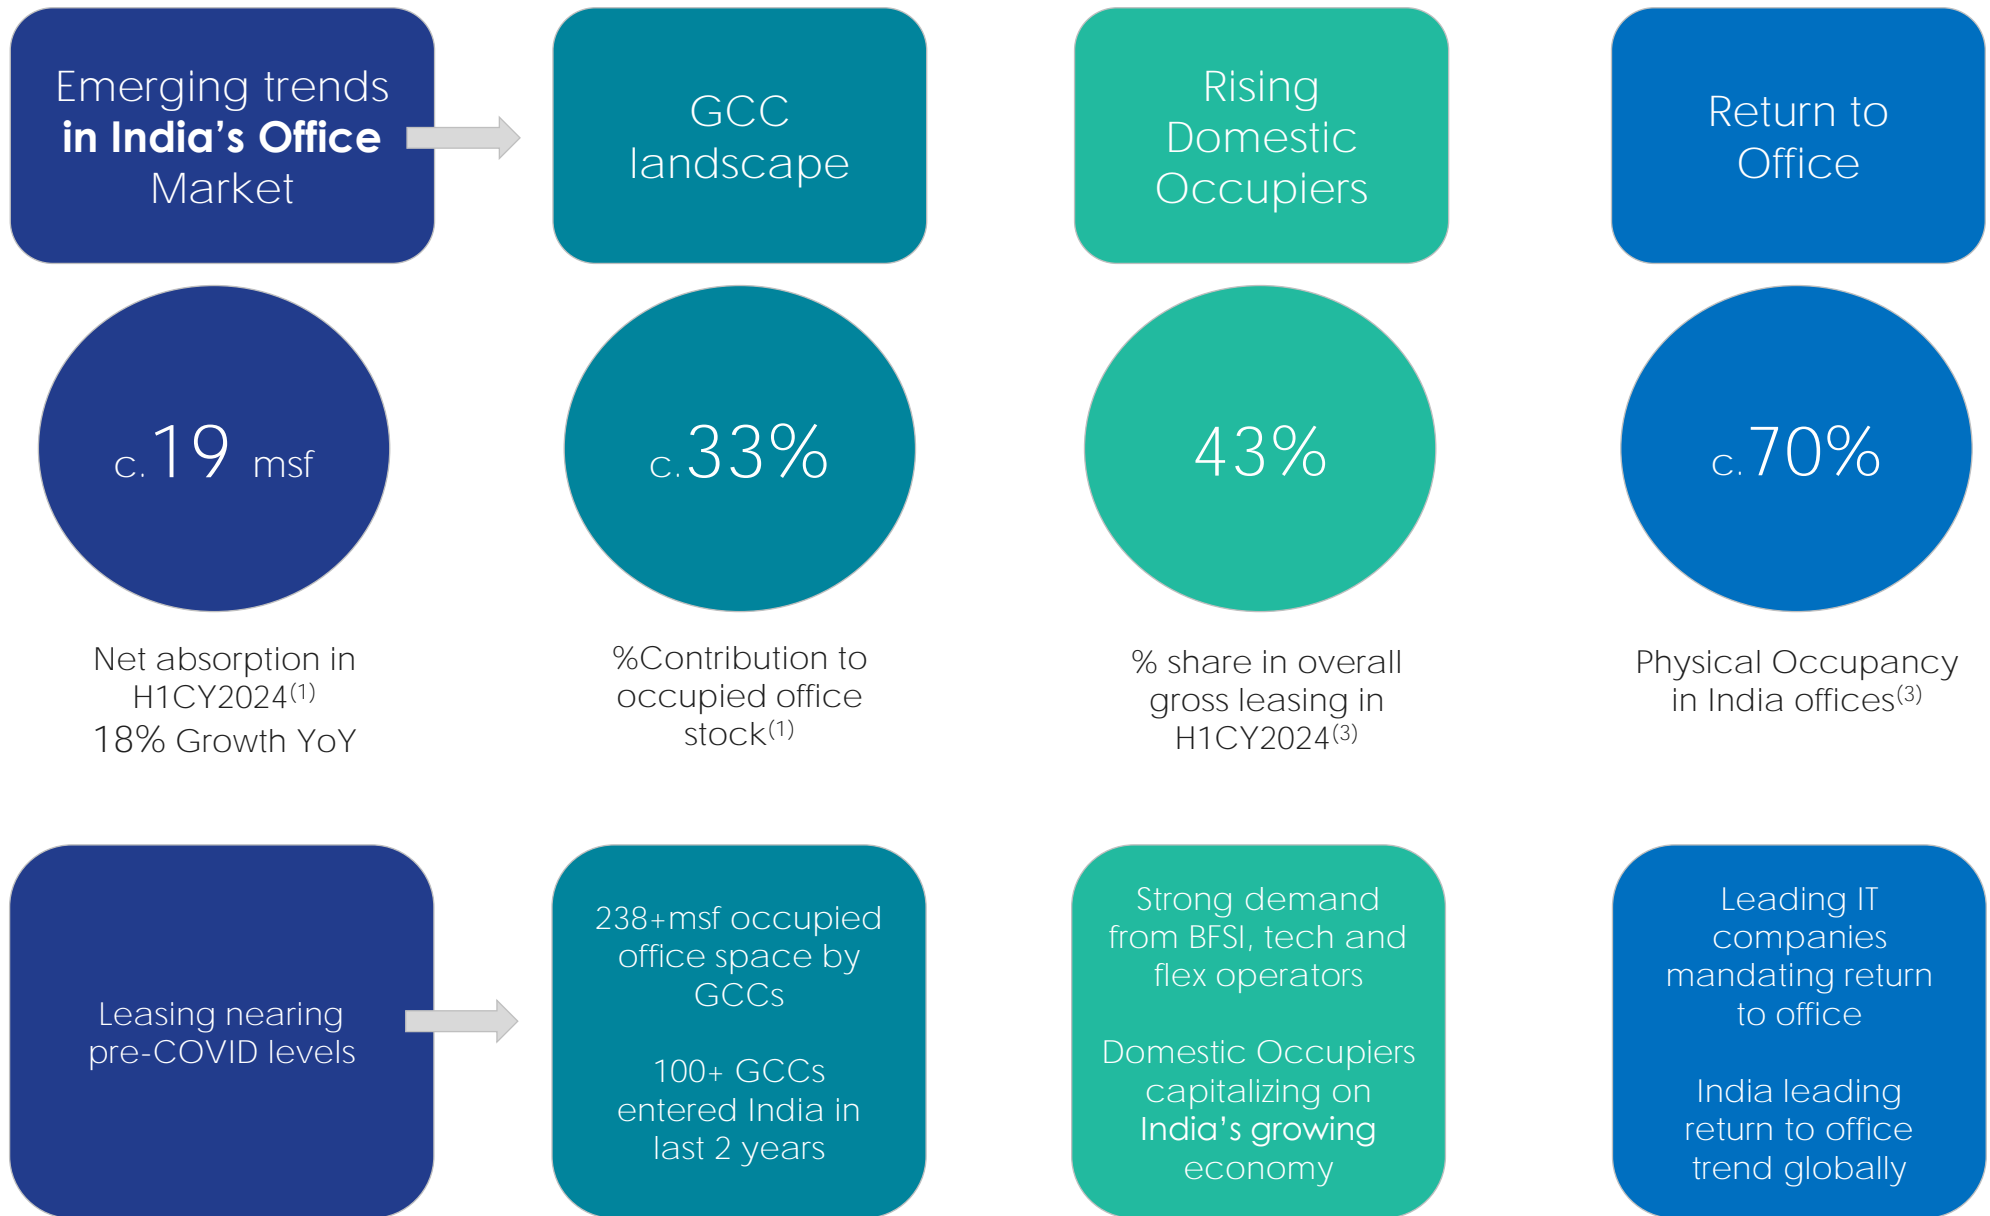 Emerging trends
in India's Office
Market
GCC
landscape
Rising
Domestic
Occupiers
Return to
Office
c.19 msf
c.33%
43%
c.70%
Net absorption in
H1CY2024(1)
18% Growth YoY
%Contribution to
occupied office
stock(1)
% share in overall
gross leasing in
H1CY2024(3)
Physical Occupancy
in India offices(3)
Leasing nearing
pre-COVID levels
238+msf occupied
office space by
GCCs
100+ GCCs
entered India in
last 2 years
Strong demand
from BFSI, tech and
flex operators
Domestic Occupiers
capitalizing on
India's growing
economy
Leading IT
companies
mandating return
to office
India leading
return to office
trend globally